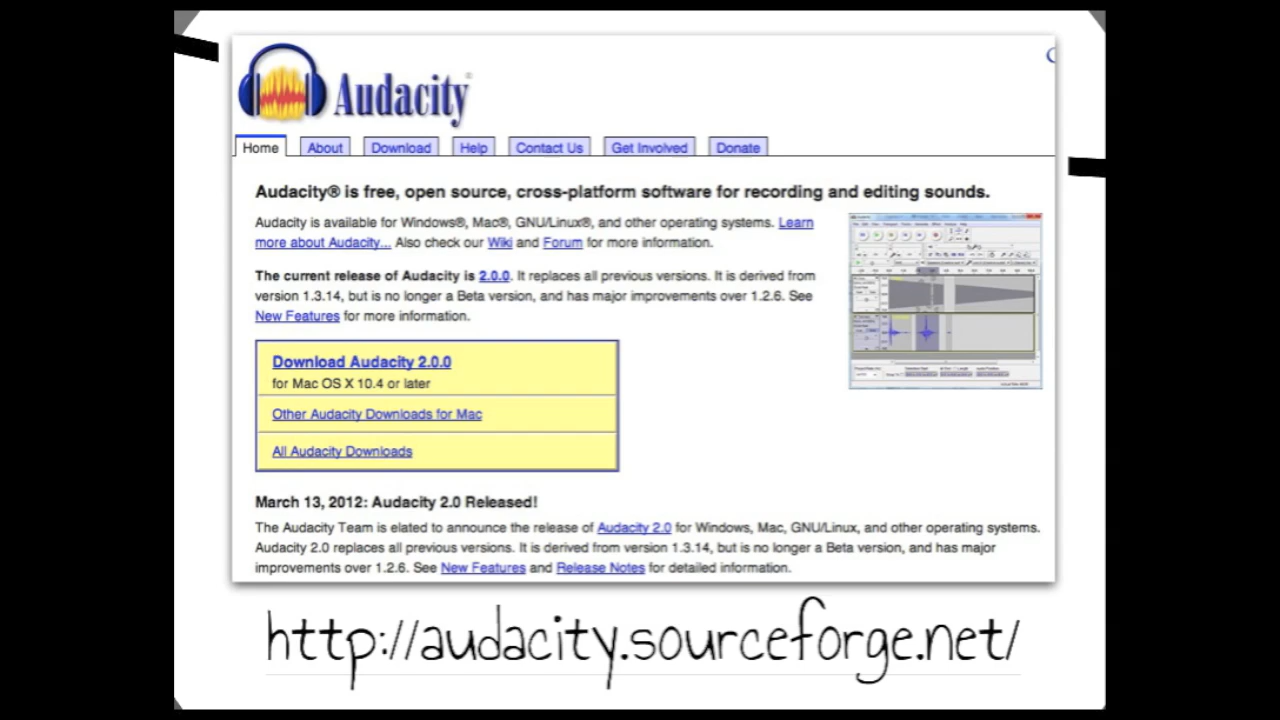 Audacity®
Home About Download Help Contact Us Get Involved Donate
Audacity® is free, open source, cross-platform software for recording and editing sounds.
Audacity is available for Windows®, Mac®, GNU/Linux®, and other operating systems. Learn
more about Audacity... Also check our Wiki and Forum for more information.
The current release of Audacity is 2.0.0. It replaces all previous versions. It is derived from
version 1.3.14, but is no longer a Beta version, and has major improvements over 1.2.6. See
New Features for more information.
Download Audacity 2.0.0
for Mac OS X 10.4 or later
Other Audacity Downloads for Mac
All Audacity Downloads
March 13, 2012: Audacity 2.0 Released!
The Audacity Team is elated to announce the release of Audacity 2.0 for Windows, Mac, GNU/Linux, and other operating systems.
Audacity 2.0 replaces all previous versions. It is derived from version 1.3.14, but is no longer a Beta version, and has major
improvements over 1.2.6. See New Features and Release Notes for detailed information.
http://audacity.sourceforge.net/